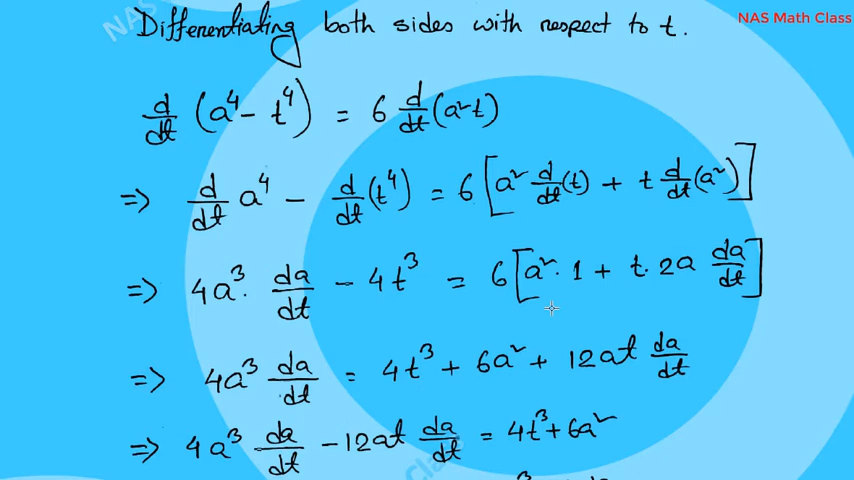 NAS Math Class
Differentiating both sides with respect to t.
d/dt (a⁴ - t⁴) = 6 d/dt (a²t)
=> d/dt a⁴ - d/dt (t⁴) = 6 [a² d/dt (t) + t d/dt (a²)]
=> 4a³. da/dt - 4t³ = 6 [a². 1 + t. 2a da/dt]
=> 4a³ da/dt = 4t³ + 6a² + 12at da/dt
=> 4a³ da/dt - 12at da/dt = 4t³ + 6a²